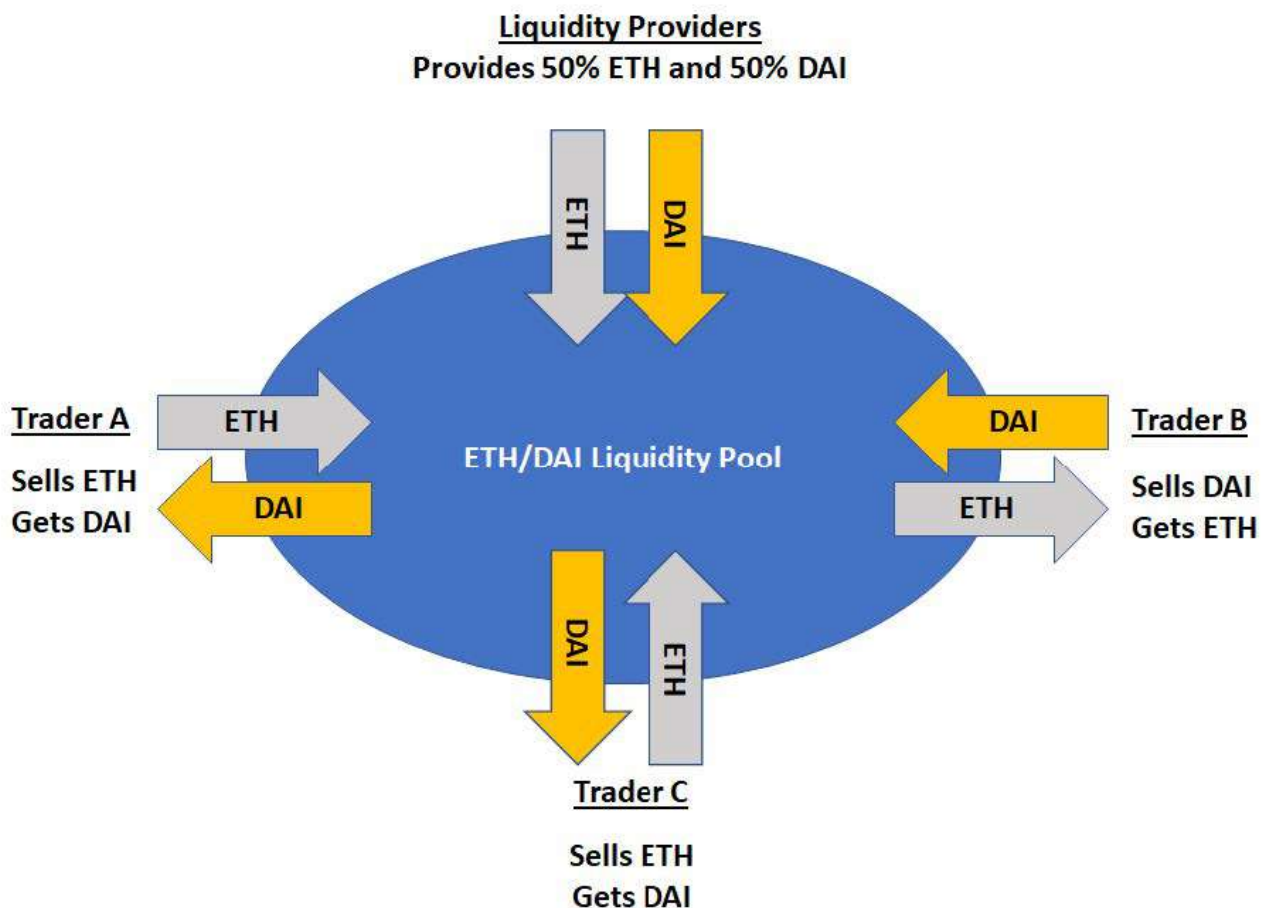 Liquidity Providers
Provides 50% ETH and 50% DAI
ETH
DAI
Trader A
ETH
Sells ETH
Gets DAI
DAI
ETH/DAI Liquidity Pool
DAI
Trader B
ETH
Sells DAI
Gets ETH
DAI
ETH
Trader C
Sells ETH
Gets DAI